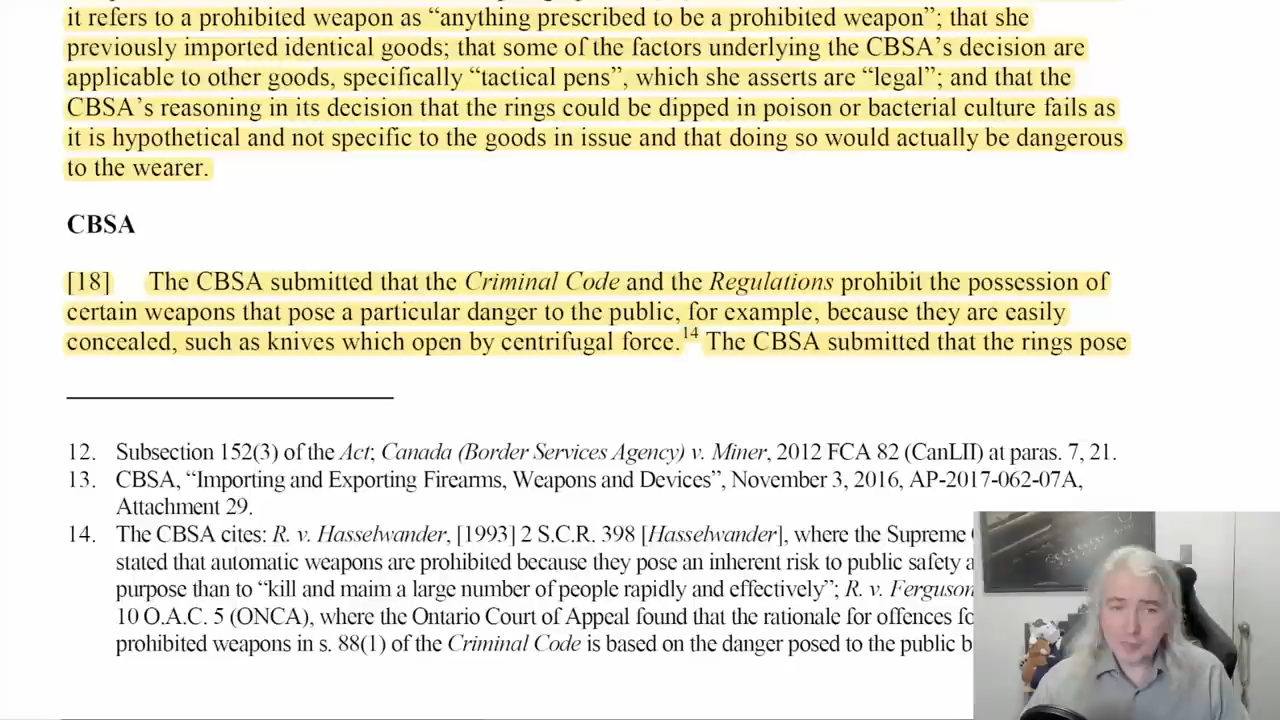 it refers to a prohibited weapon as “anything prescribed to be a prohibited weapon”; that she
previously imported identical goods; that some of the factors underlying the CBSA’s decision are
applicable to other goods, specifically “tactical pens”, which she asserts are “legal”; and that the
CBSA’s reasoning in its decision that the rings could be dipped in poison or bacterial culture fails as
it is hypothetical and not specific to the goods in issue and that doing so would actually be dangerous
to the wearer.
CBSA
[18] The CBSA submitted that the Criminal Code and the Regulations prohibit the possession of
certain weapons that pose a particular danger to the public, for example, because they are easily
concealed, such as knives which open by centrifugal force.14 The CBSA submitted that the rings pose
12. Subsection 152(3) of the Act; Canada (Border Services Agency) v. Miner, 2012 FCA 82 (CanLII) at paras. 7, 21.
13. CBSA, “Importing and Exporting Firearms, Weapons and Devices”, November 3, 2016, AP-2017-062-07A,
Attachment 29.
14. The CBSA cites: R. v. Hasselwander, [1993] 2 S.C.R. 398 [Hasselwander], where the Supreme
stated that automatic weapons are prohibited because they pose an inherent risk to public safety
purpose than to “kill and maim a large number of people rapidly and effectively”; R. v. Ferguson
10 O.A.C. 5 (ONCA), where the Ontario Court of Appeal found that the rationale for offences
prohibited weapons in s. 88(1) of the Criminal Code is based on the danger posed to the public